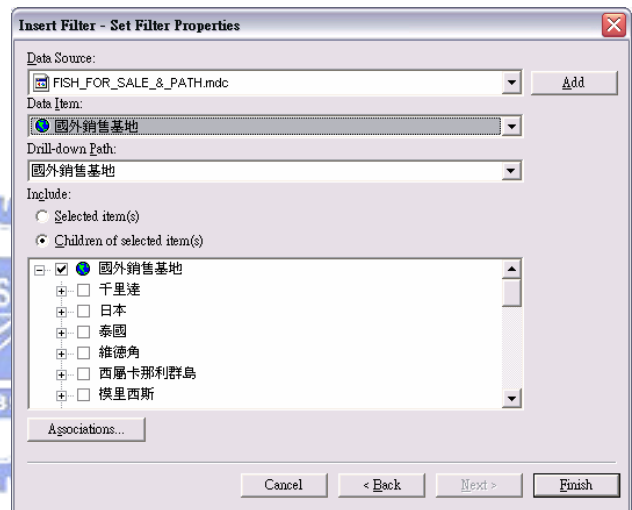 Insert Filter - Set Filter Properties
Data Source:
FISH_FOR_SALE_&_PATH.mdc
Add
Data Item:
國外銷售基地
Drill-down Path:
國外銷售基地
Include:
Selected item(s)
Children of selected item(s)
國外銷售基地
千里達
日本
泰國
維德角
西屬卡那利群島
模里西斯
Associations...
Cancel
< Back
Next >
Finish